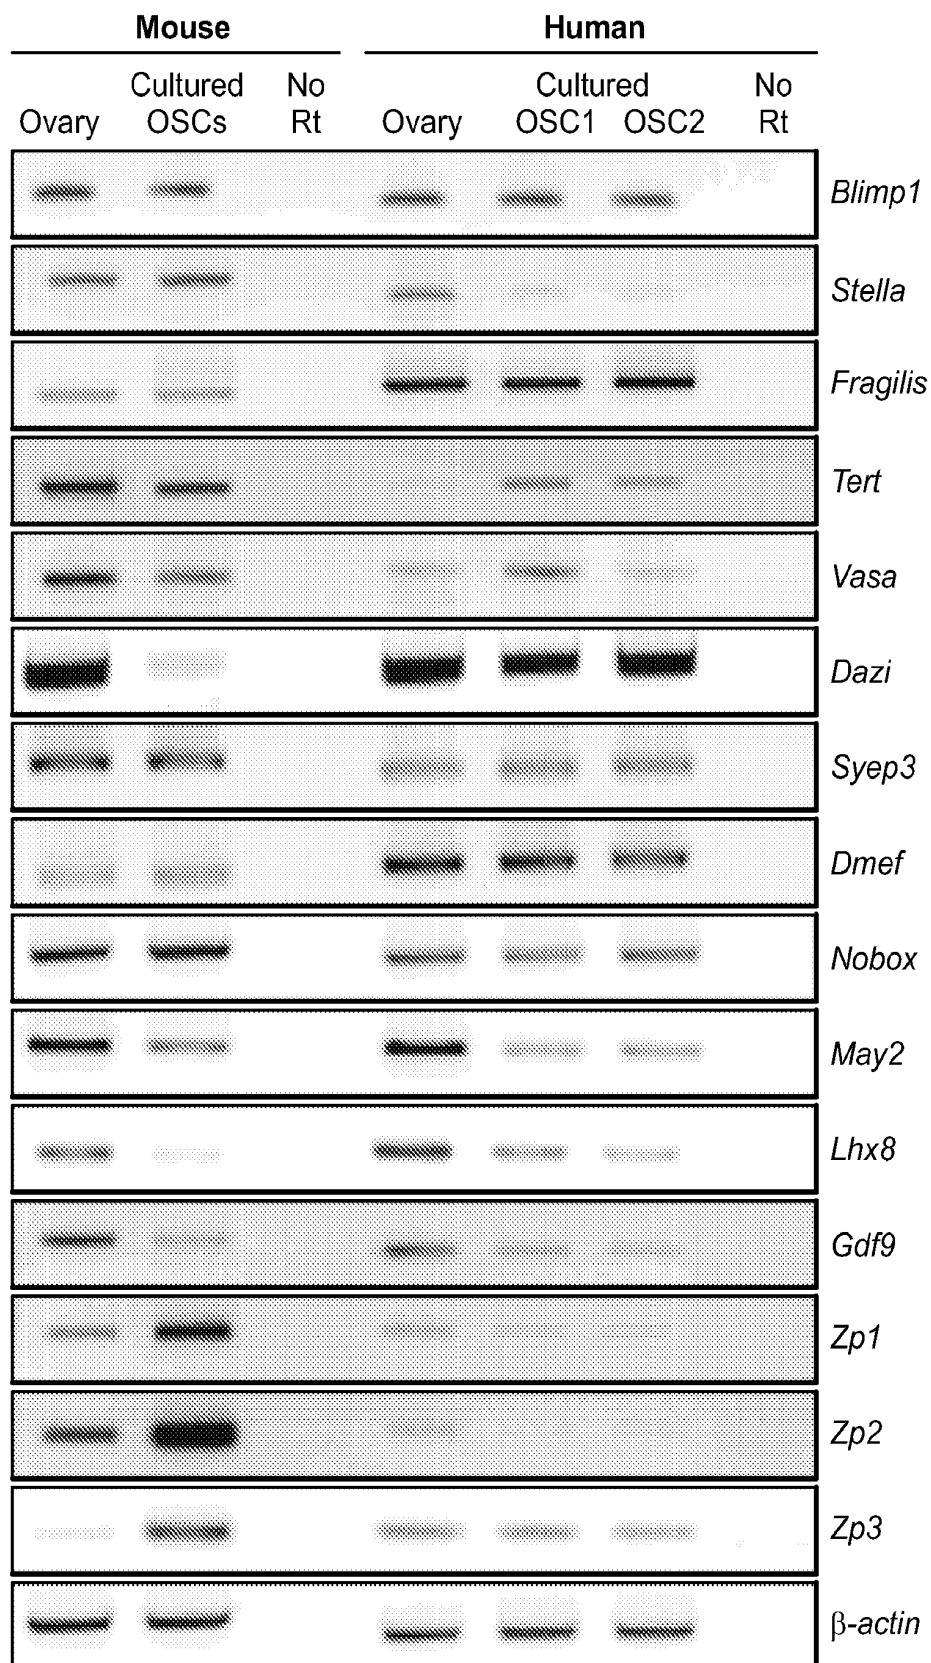 Mouse Human
Cultured No Cultured No
Ovary OSCs Rt Ovary OSC1 OSC2 Rt
Blimp1
Stella
Fragilis
Tert
Vasa
Dazi
Syep3
Dmef
Nobox
May2
Lhx8
Gdf9
Zp1
Zp2
Zp3
β-actin